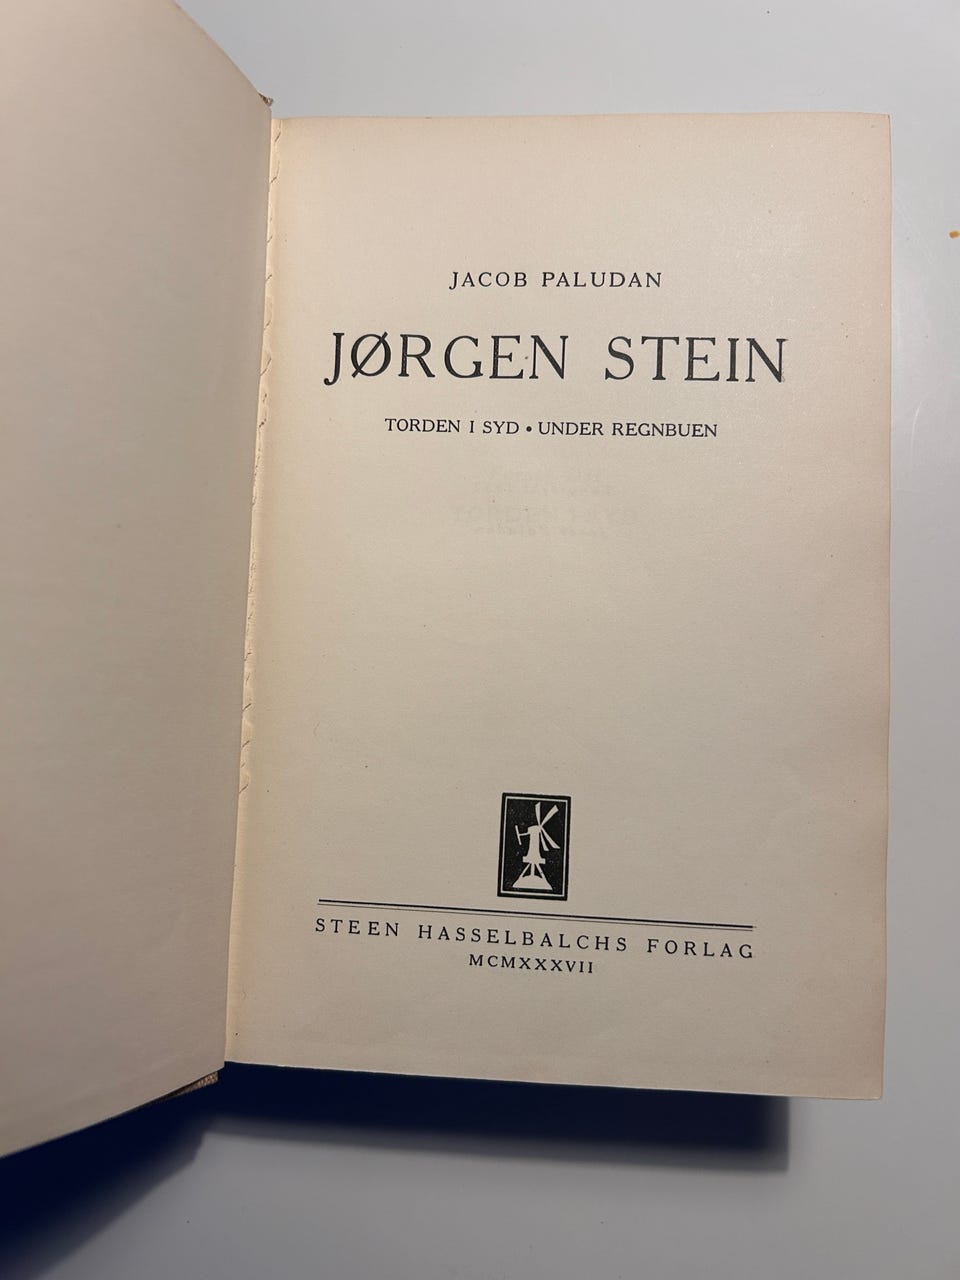 JACOB PALUDAN
JØRGEN STEIN
TORDEN I SYD • UNDER REGNBUEN
STEEN HASSELBALCHS FORLAG
MCMXXXVII